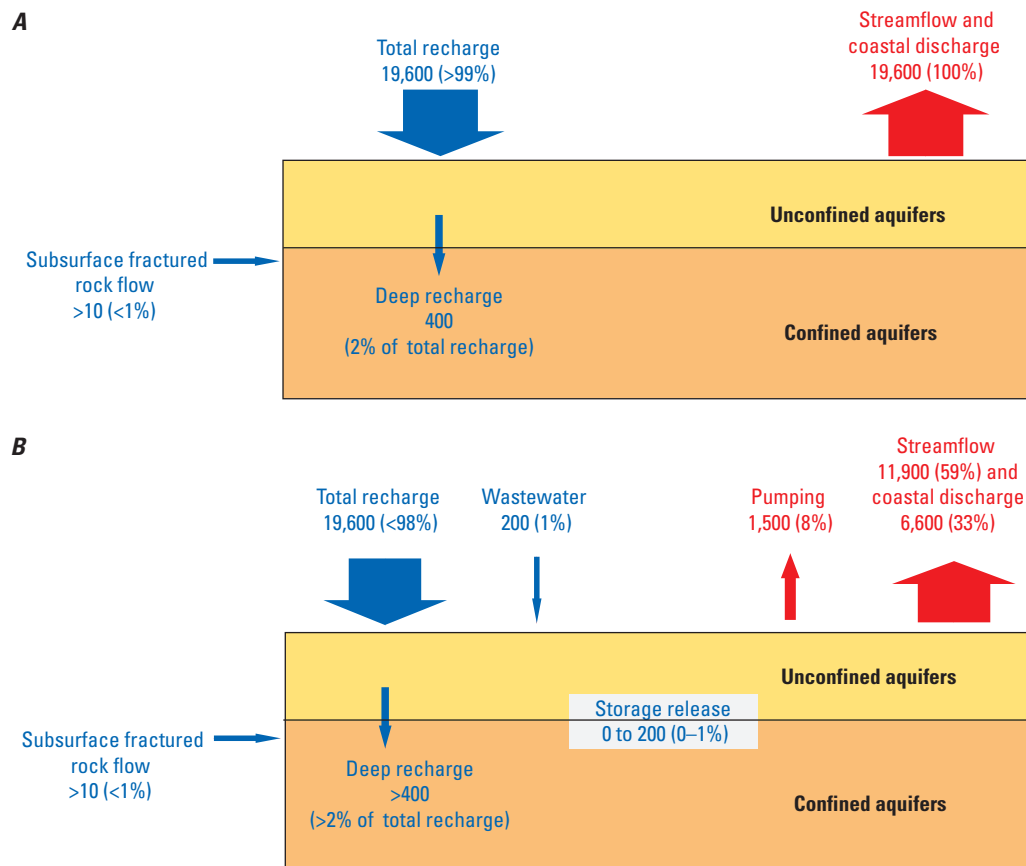 A
Total recharge
19,600 (>99%)
Streamflow and
coastal discharge
19,600 (100%)
Unconfined aquifers
Subsurface fractured
rock flow
>10 (<1%)
Deep recharge
400
(2% of total recharge)
Confined aquifers
B
Total recharge
19,600 (<98%)
Wastewater
200 (1%)
Pumping
1,500 (8%)
Streamflow
11,900 (59%) and
coastal discharge
6,600 (33%)
Unconfined aquifers
Storage release
0 to 200 (0–1%)
Subsurface fractured
rock flow
>10 (<1%)
Deep recharge
>400
(>2% of total recharge)
Confined aquifers